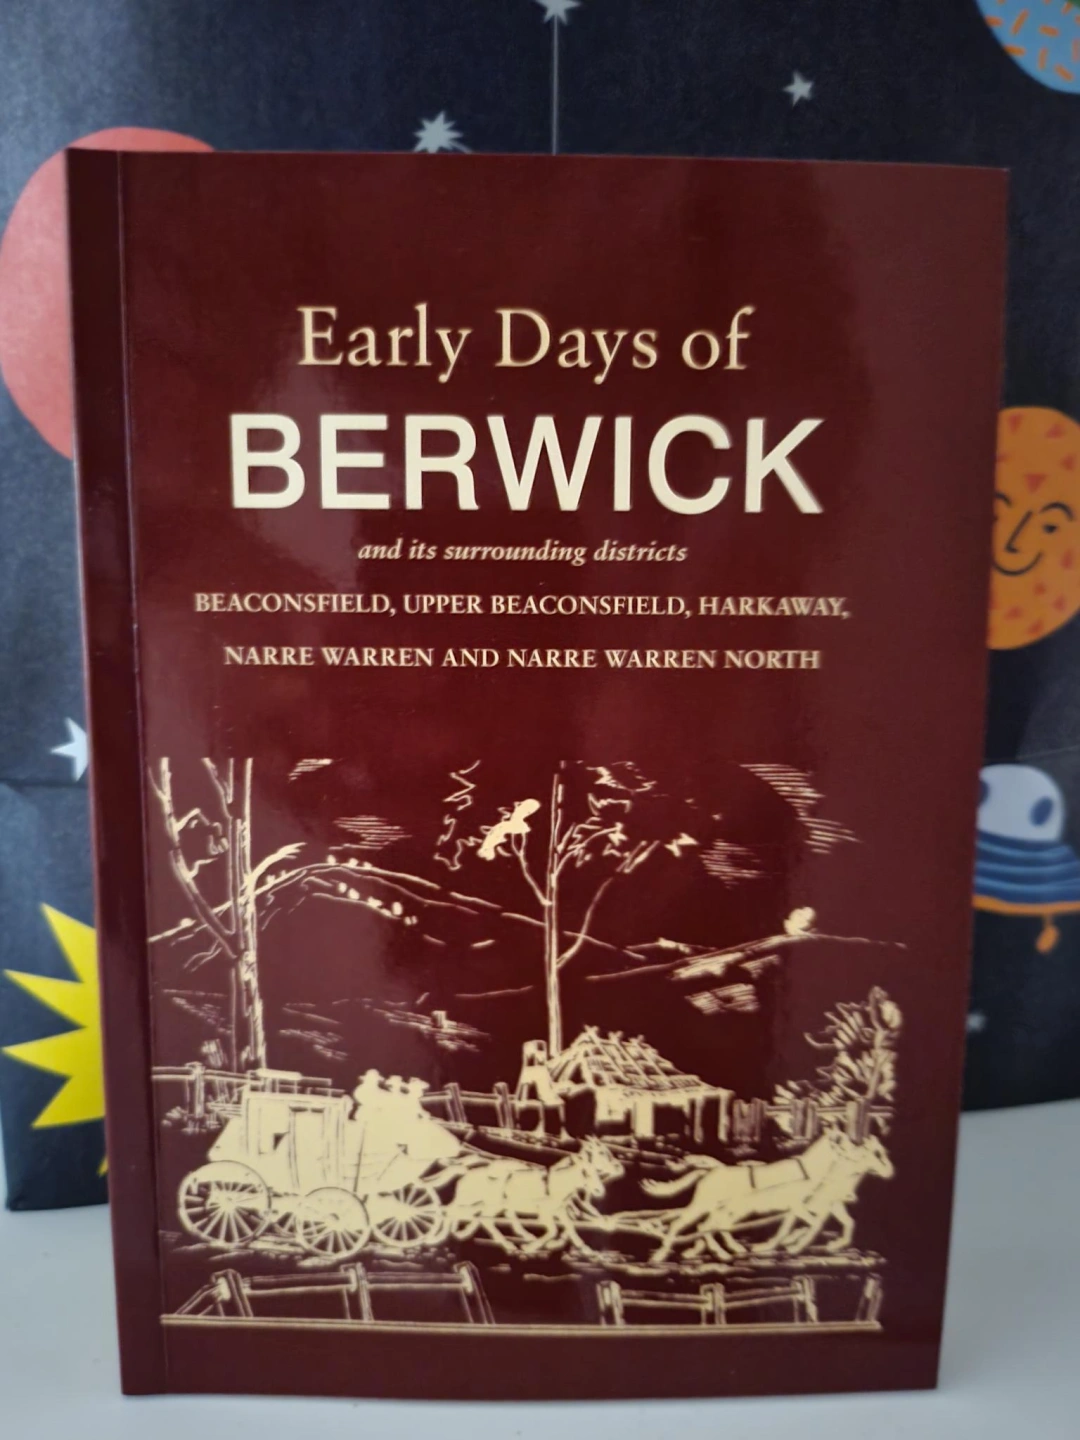 Early Days of
BERWICK
and its surrounding districts
BEACONSFIELD, UPPER BEACONSFIELD, HARKAWAY,
NARRE WARREN AND NARRE WARREN NORTH